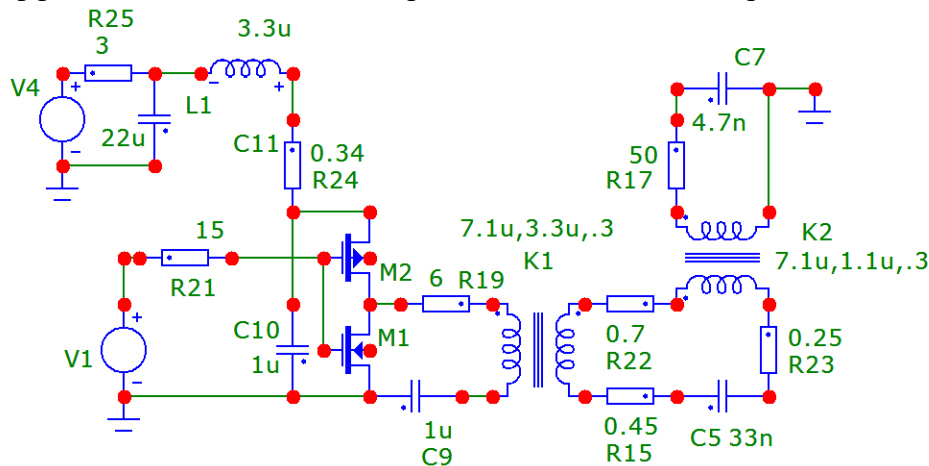 R25
3
3.3u
V4
+
-
22u
L1
-
+
C7
4.7n
C11
0.34
R24
50
R17
15
R21
7.1u,3.3u,.3
K1
K2
7.1u,1.1u,.3
M2
6
R19
V1
+
-
C10
1u
M1
0.7
R22
0.25
R23
1u
C9
0.45
R15
C5
33n